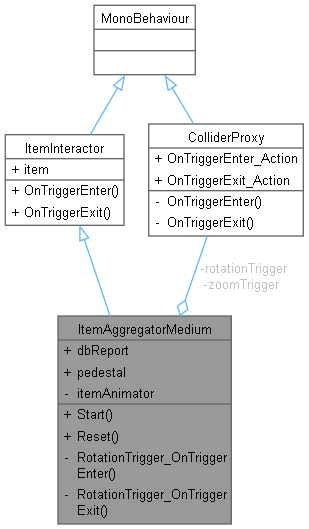 MonoBehaviour
ItemInteractor
+ item
+ OnTriggerEnter()
+ OnTriggerExit()
ColliderProxy
+ OnTriggerEnter_Action
+ OnTriggerExit_Action
- OnTriggerEnter()
- OnTriggerExit()
-rotationTrigger
-zoomTrigger
ItemAggregatorMedium
+ dbReport
+ pedestal
- itemAnimator
+ Start()
+ Reset()
- RotationTrigger_OnTrigger
Enter()
- RotationTrigger_OnTrigger
Exit()